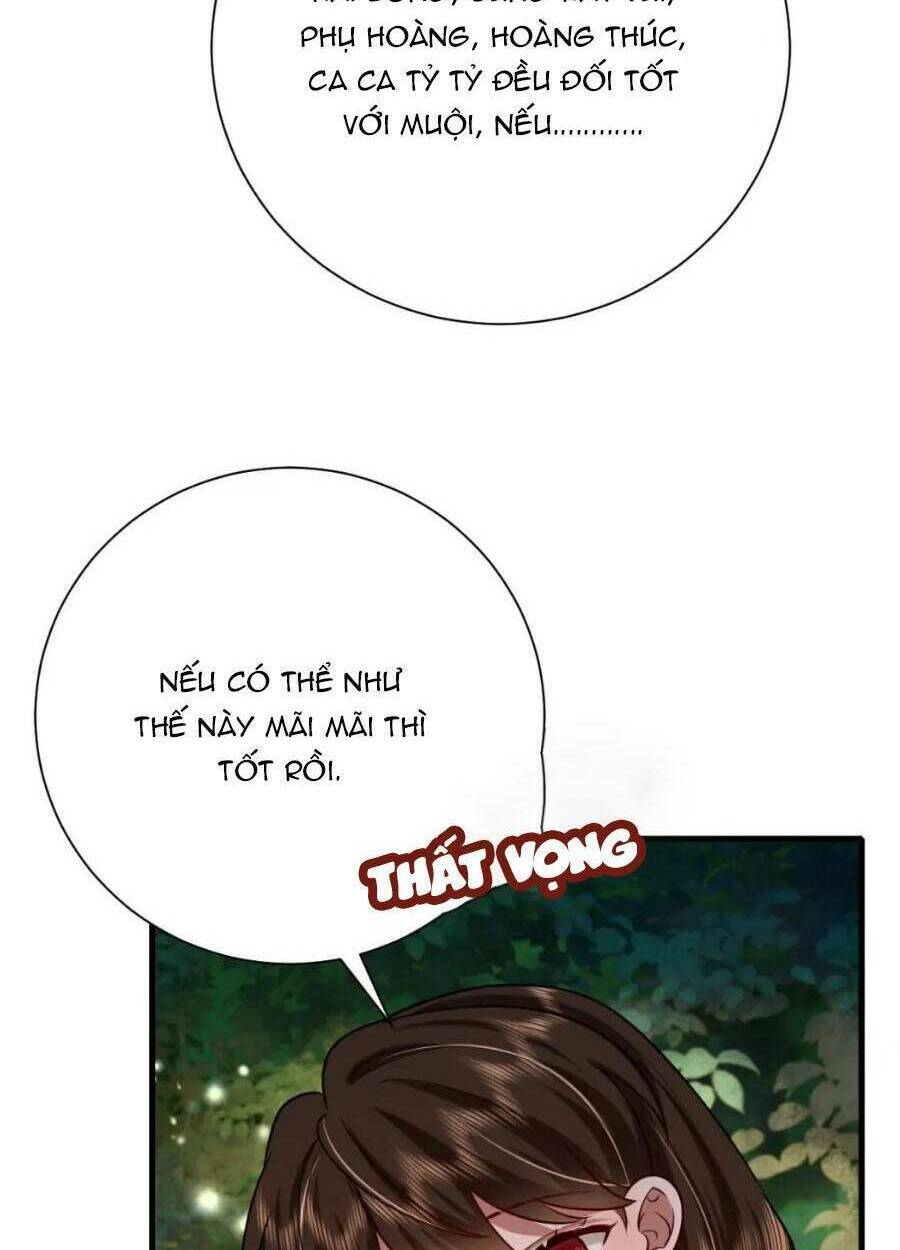 PHỤ HOÀNG, HOÀNG THÚC,
CA CA TỶ TỶ ĐỀU ĐỐI TỐT
VỚI MUỘI, NẾU............
NẾU CÓ THỂ NHƯ
THẾ NÀY MÃI MÃI THÌ
TỐT RỒI.
THẤT VỌNG